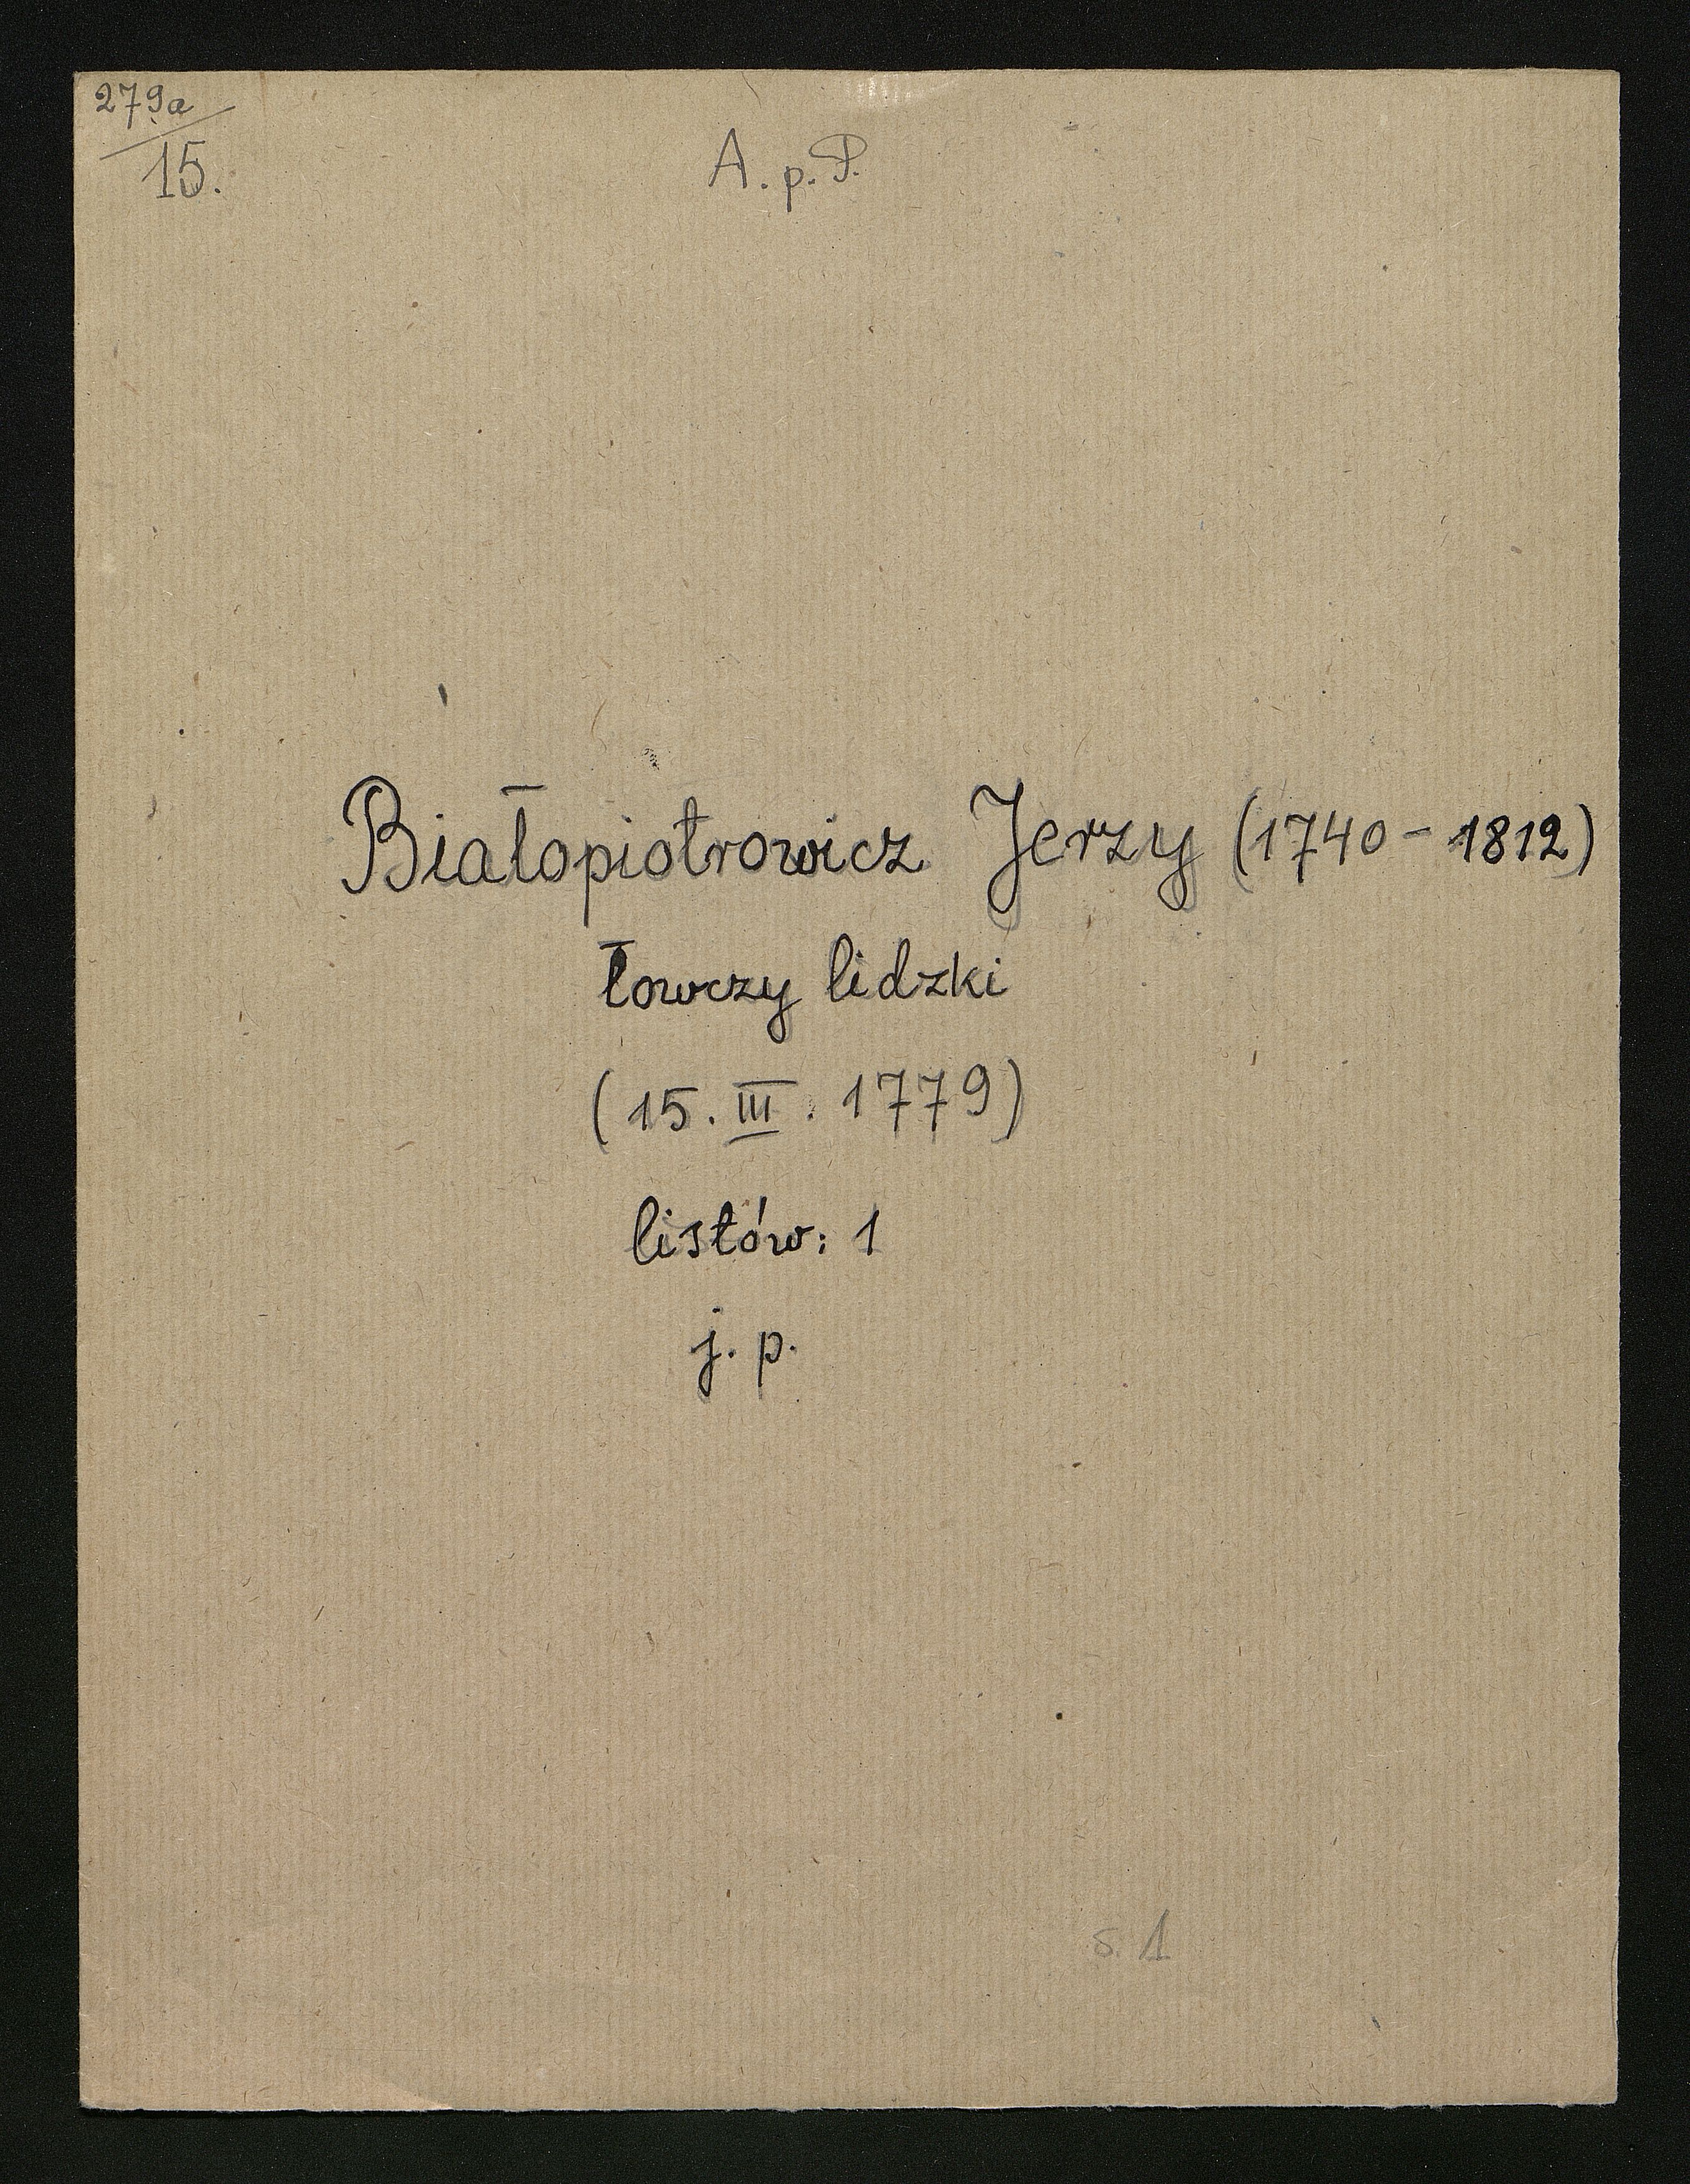 279a
15.
A. p. P.
Białopiotrowicz Jerzy (1740 - 1812)
łowczy lidzki
(15. III. 1779)
listów: 1
j. p.
s. 1